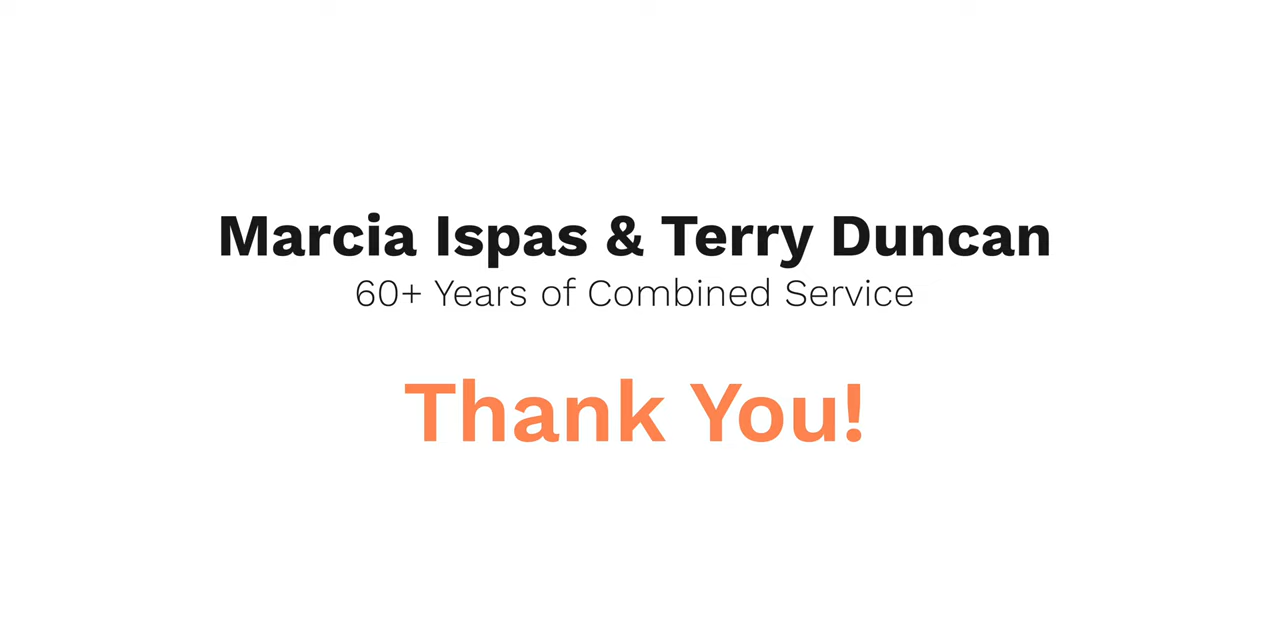 Marcia Ispas & Terry Duncan
60+ Years of Combined Service
Thank You!